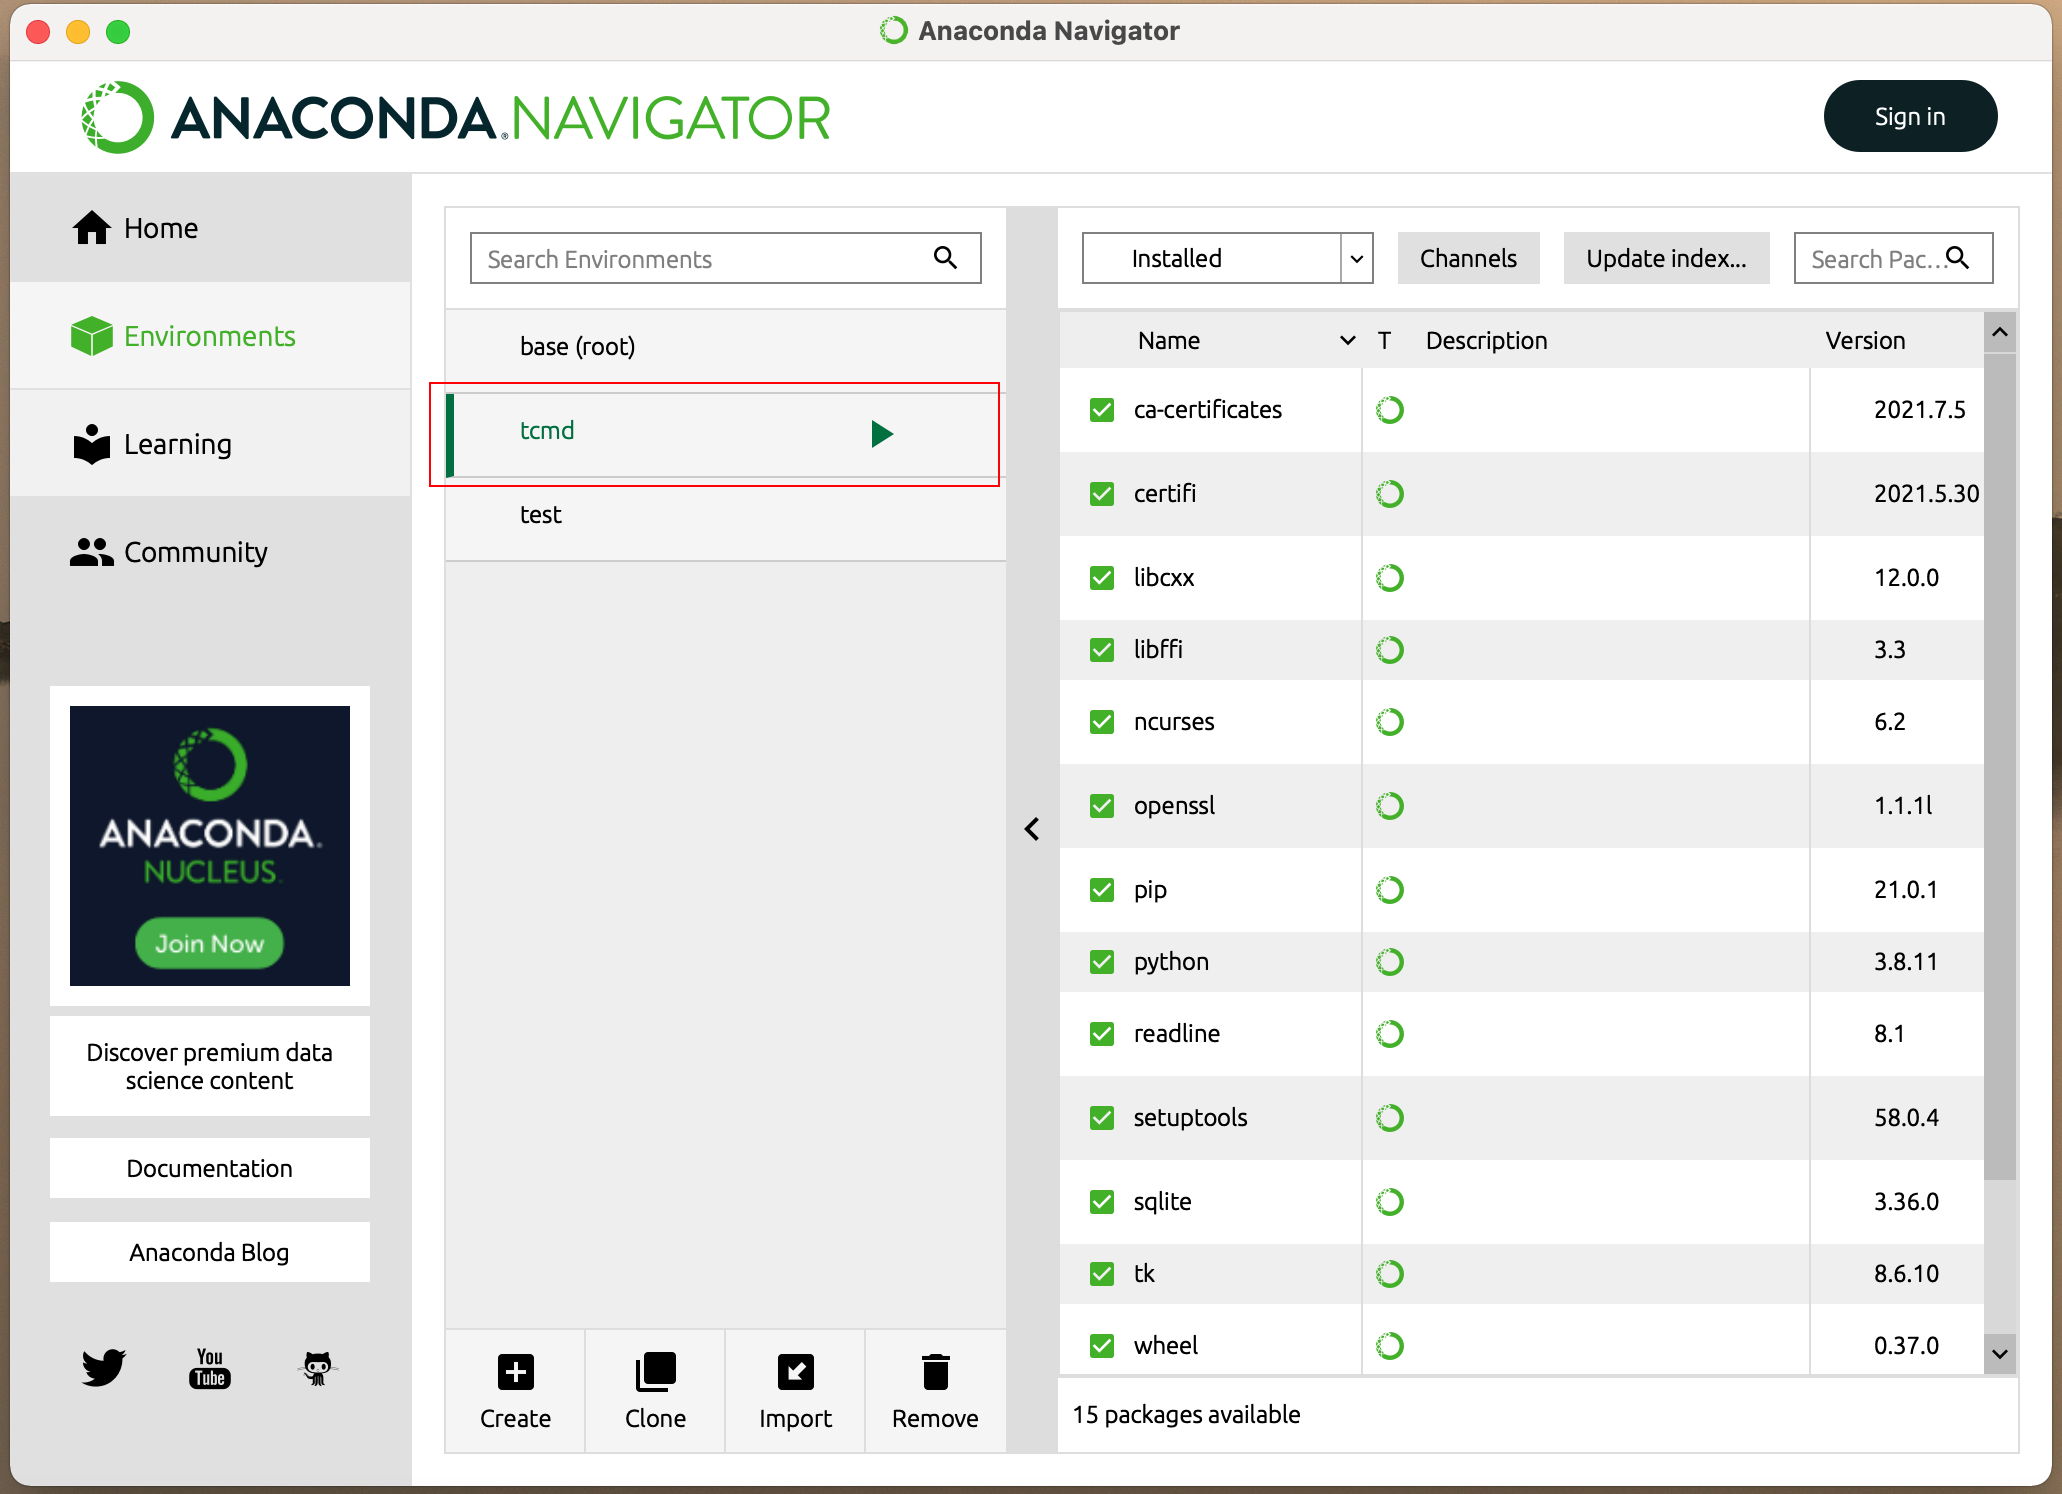 Anaconda Navigator
ANACONDA.NAVIGATOR
Sign in
Home
Environments
Learning
Community
ANACONDA.
NUCLEUS
Join Now
Discover premium data
science content
Documentation
Anaconda Blog
You
Tube
Search Environments
base (root)
tcmd
test
Create
Clone
Import
Remove
Installed
Channels
Update index...
Search Pac...
Name T Description Version
ca-certificates 2021.7.5
certifi 2021.5.30
libcxx 12.0.0
libffi 3.3
ncurses 6.2
openssl 1.1.1l
pip 21.0.1
python 3.8.11
readline 8.1
setuptools 58.0.4
sqlite 3.36.0
tk 8.6.10
wheel 0.37.0
15 packages available